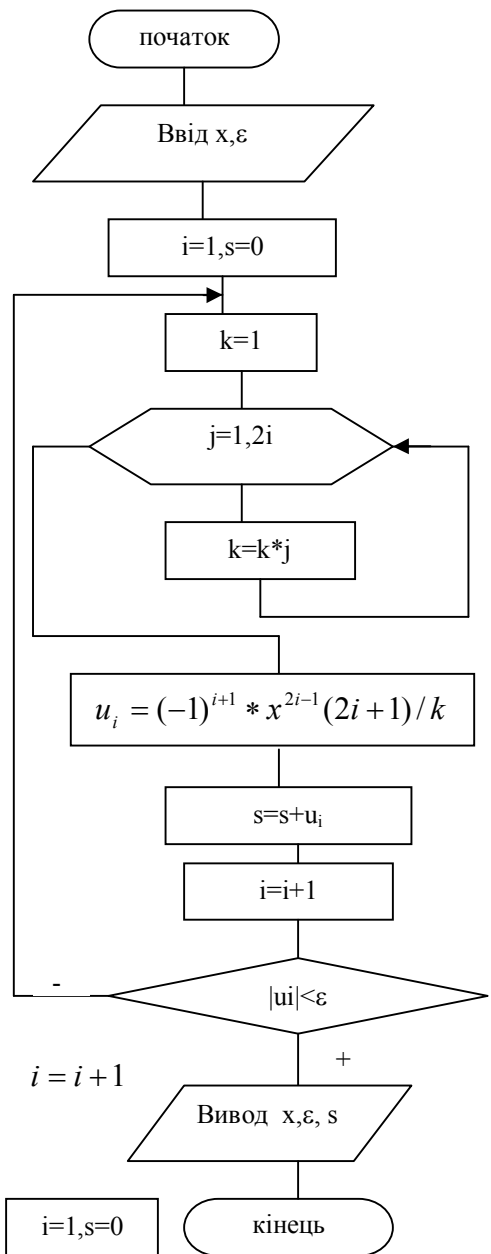 початок
Ввід x,ε
i=1,s=0
k=1
j=1,2i
k=k*j
u_i = (-1)^{i+1} * x^{2i-1}(2i+1)/k
s=s+u_i
i=i+1
-
|ui|<ε
+
i = i+1
Вивод x,ε, s
i=1,s=0
кінець